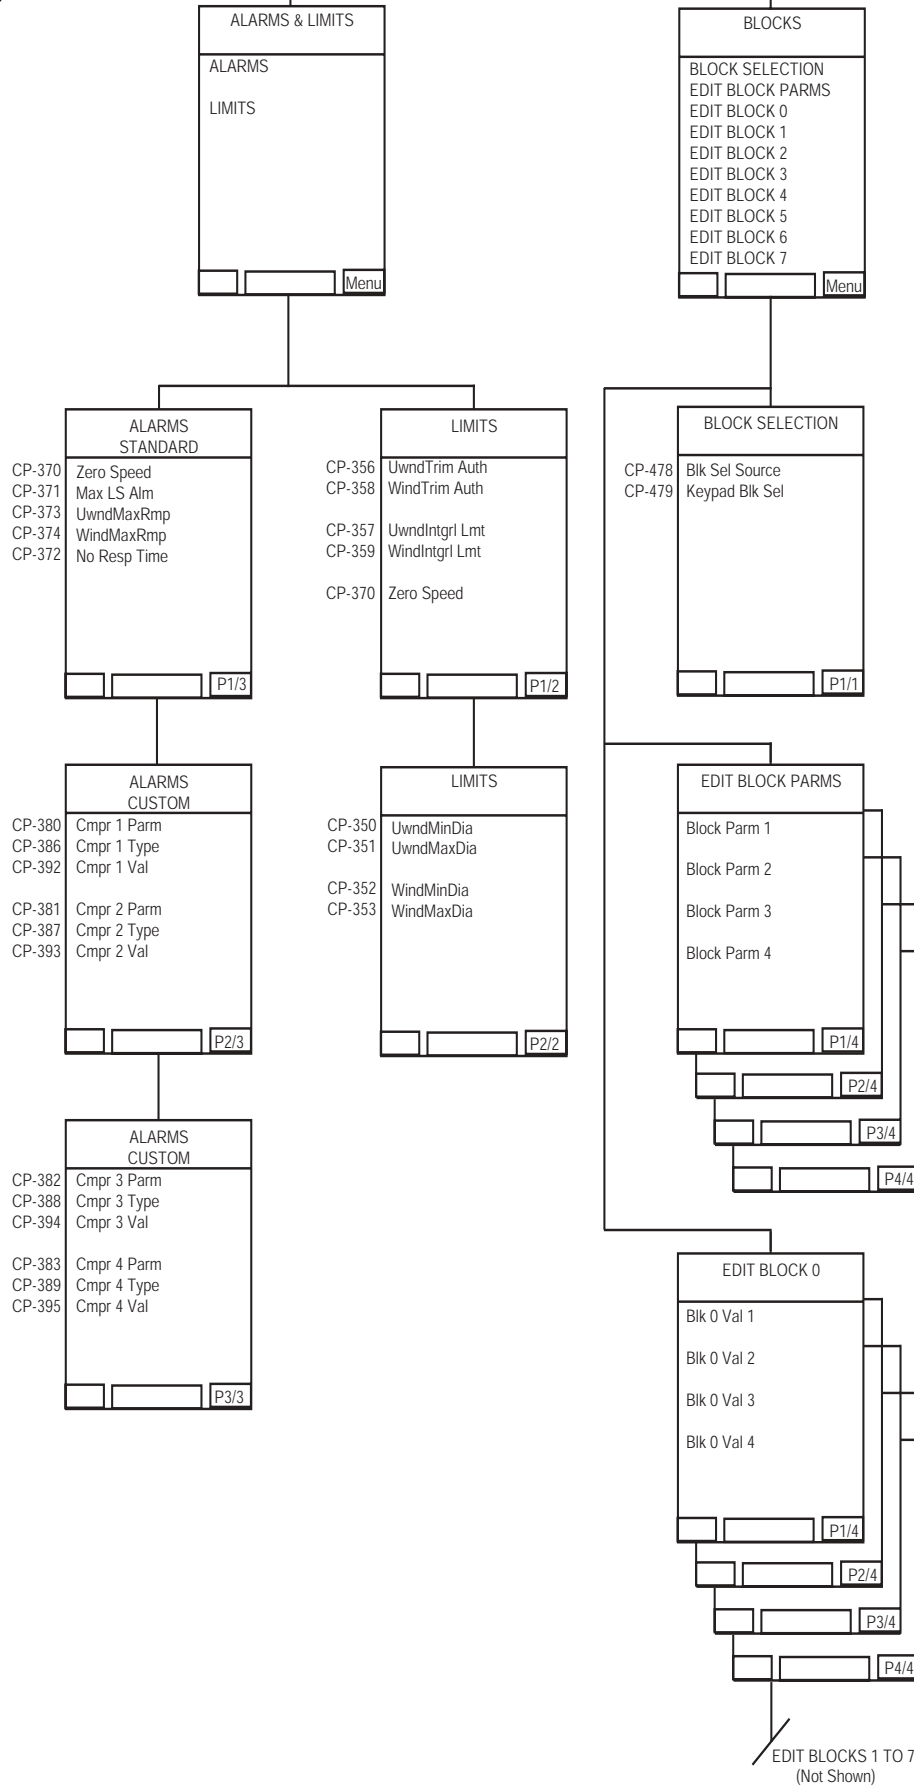 ALARMS & LIMITS
ALARMS
LIMITS
Menu
BLOCKS
BLOCK SELECTION
EDIT BLOCK PARMS
EDIT BLOCK 0
EDIT BLOCK 1
EDIT BLOCK 2
EDIT BLOCK 3
EDIT BLOCK 4
EDIT BLOCK 5
EDIT BLOCK 6
EDIT BLOCK 7
Menu
ALARMS
STANDARD
CP-370 Zero Speed
CP-371 Max LS Alm
CP-373 UwndMaxRmp
CP-374 WindMaxRmp
CP-372 No Resp Time
P1/3
LIMITS
CP-356 UwndTrim Auth
CP-358 WindTrim Auth
CP-357 UwndIntgrl Lmt
CP-359 WindIntgrl Lmt
CP-370 Zero Speed
P1/2
BLOCK SELECTION
CP-478 Blk Sel Source
CP-479 Keypad Blk Sel
P1/1
ALARMS
CUSTOM
CP-380 Cmpr 1 Parm
CP-386 Cmpr 1 Type
CP-392 Cmpr 1 Val
CP-381 Cmpr 2 Parm
CP-387 Cmpr 2 Type
CP-393 Cmpr 2 Val
P2/3
LIMITS
CP-350 UwndMinDia
CP-351 UwndMaxDia
CP-352 WindMinDia
CP-353 WindMaxDia
P2/2
EDIT BLOCK PARMS
Block Parm 1
Block Parm 2
Block Parm 3
Block Parm 4
P1/4
P2/4
P3/4
P4/4
ALARMS
CUSTOM
CP-382 Cmpr 3 Parm
CP-388 Cmpr 3 Type
CP-394 Cmpr 3 Val
CP-383 Cmpr 4 Parm
CP-389 Cmpr 4 Type
CP-395 Cmpr 4 Val
P3/3
EDIT BLOCK 0
Blk 0 Val 1
Blk 0 Val 2
Blk 0 Val 3
Blk 0 Val 4
P1/4
P2/4
P3/4
P4/4
EDIT BLOCKS 1 TO 7
(Not Shown)